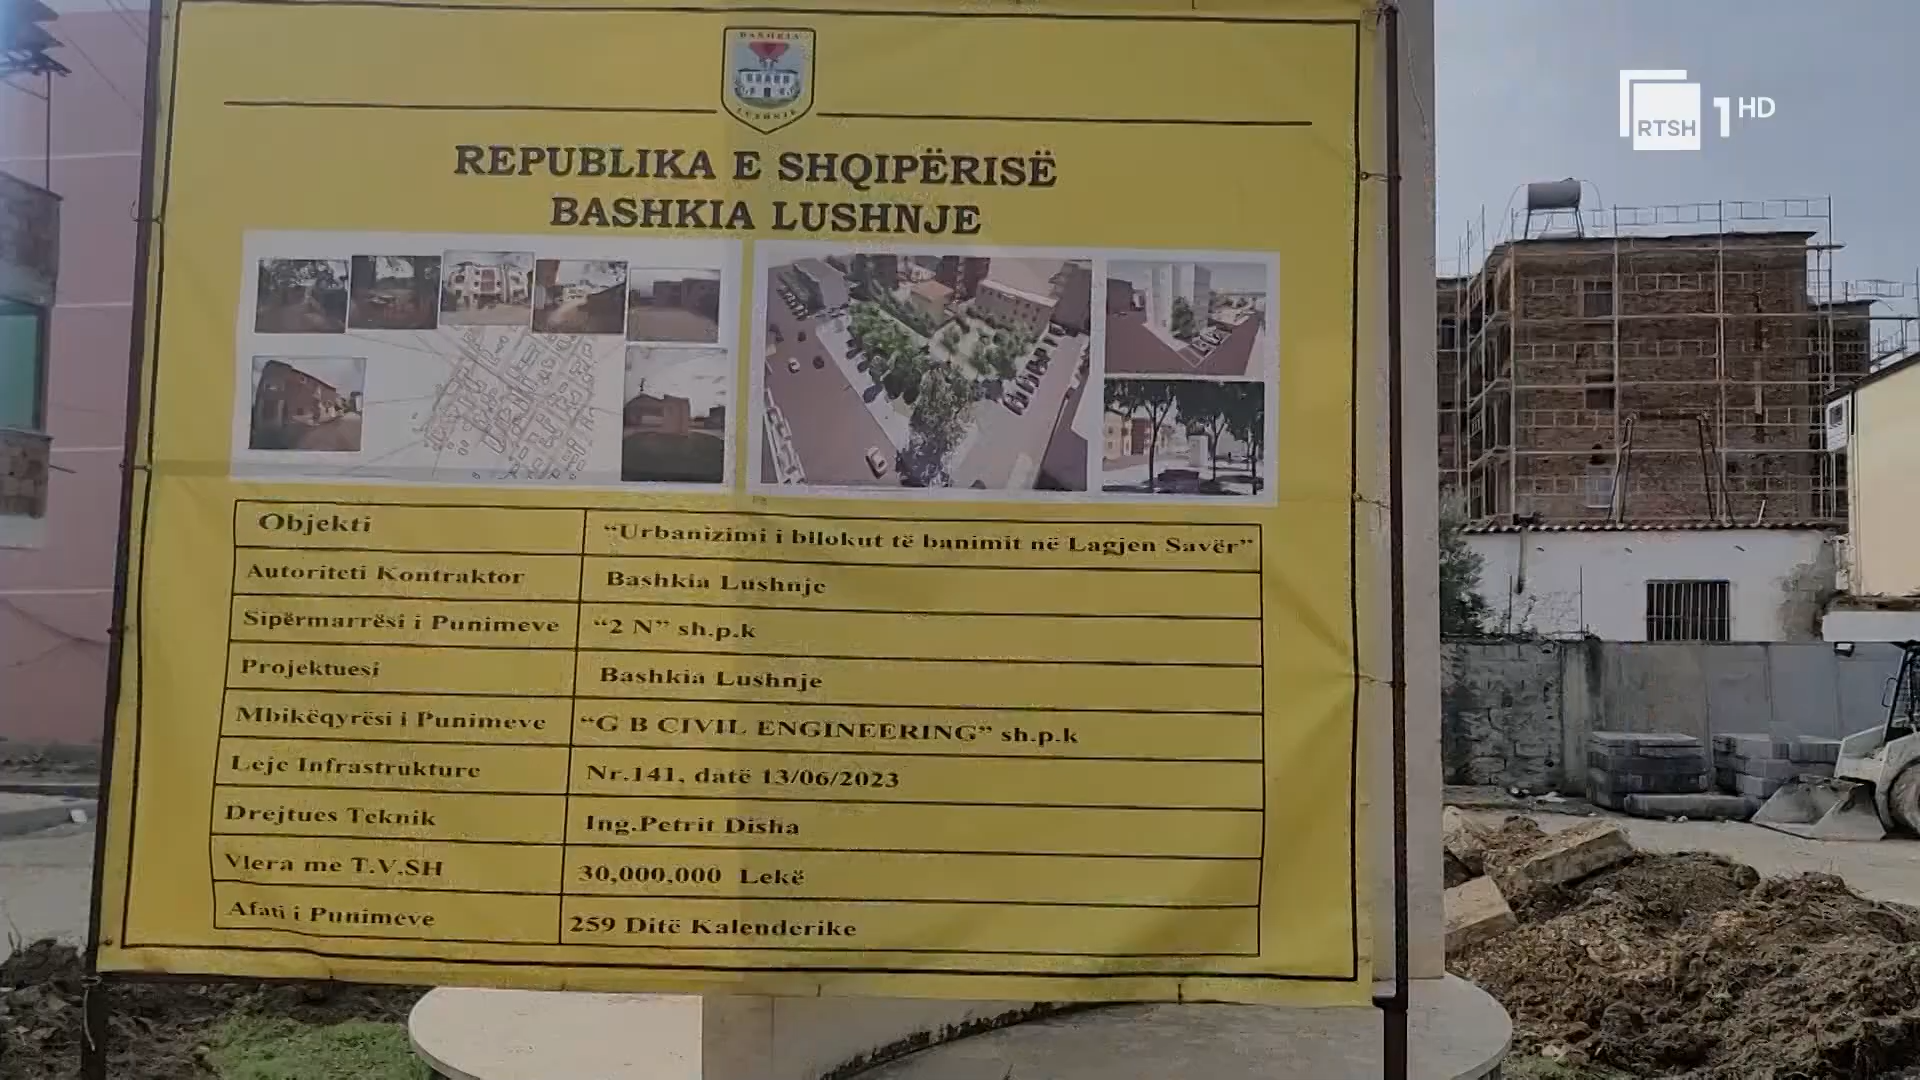 BASHKIA
LUSHNJE
RTSH 1 HD
REPUBLIKA E SHQIPËRISË
BASHKIA LUSHNJE
Objekti "Urbanizimi i bllokut të banimit në Lagjen Savër"
Autoriteti Kontraktor Bashkia Lushnje
Sipërmarrësi i Punimeve "2 N" sh.p.k
Projektuesi Bashkia Lushnje
Mbikëqyrësi i Punimeve "G B CIVIL ENGINEERING" sh.p.k
Leje Infrastrukture Nr.141, datë 13/06/2023
Drejtues Teknik Ing.Petrit Disha
Vlera me T.V.SH 30,000,000 Lekë
Afati i Punimeve 259 Ditë Kalenderike